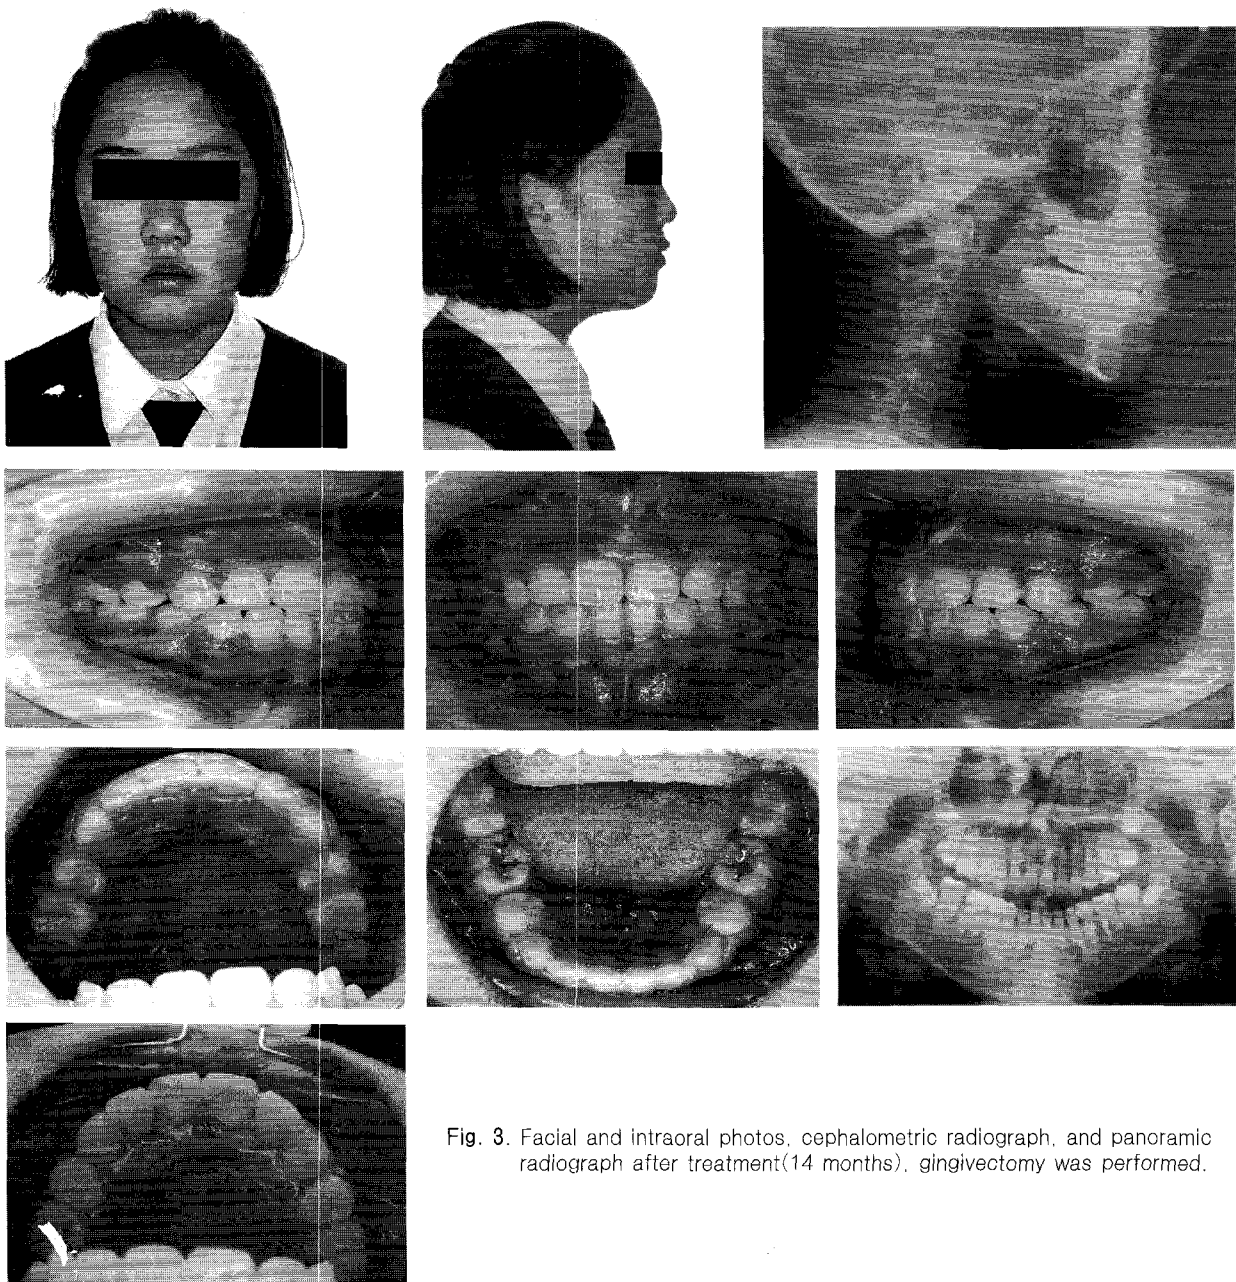 Fig. 3. Facial and intraoral photos, cephalometric radiograph, and panoramic
radiograph after treatment(14 months), gingivectomy was performed.